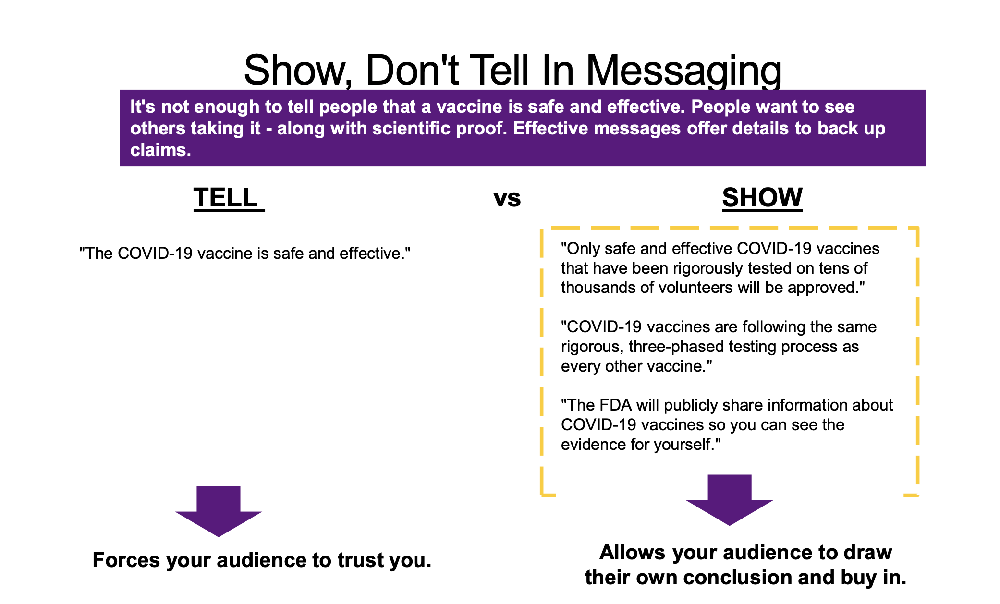 Show, Don't Tell In Messaging
It's not enough to tell people that a vaccine is safe and effective. People want to see
others taking it - along with scientific proof. Effective messages offer details to back up
claims.
TELL
vs
SHOW
"The COVID-19 vaccine is safe and effective."
"Only safe and effective COVID-19 vaccines
that have been rigorously tested on tens of
thousands of volunteers will be approved."
"COVID-19 vaccines are following the same
rigorous, three-phased testing process as
every other vaccine."
"The FDA will publicly share information about
COVID-19 vaccines so you can see the
evidence for yourself."
Forces your audience to trust you.
Allows your audience to draw
their own conclusion and buy in.